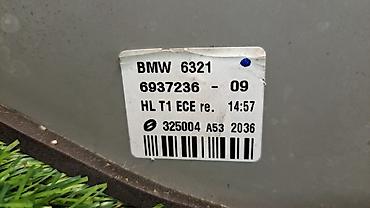 BMW 6321
6937236 - 09
HL T1 ECE re. 14:57
325004 A53 2036